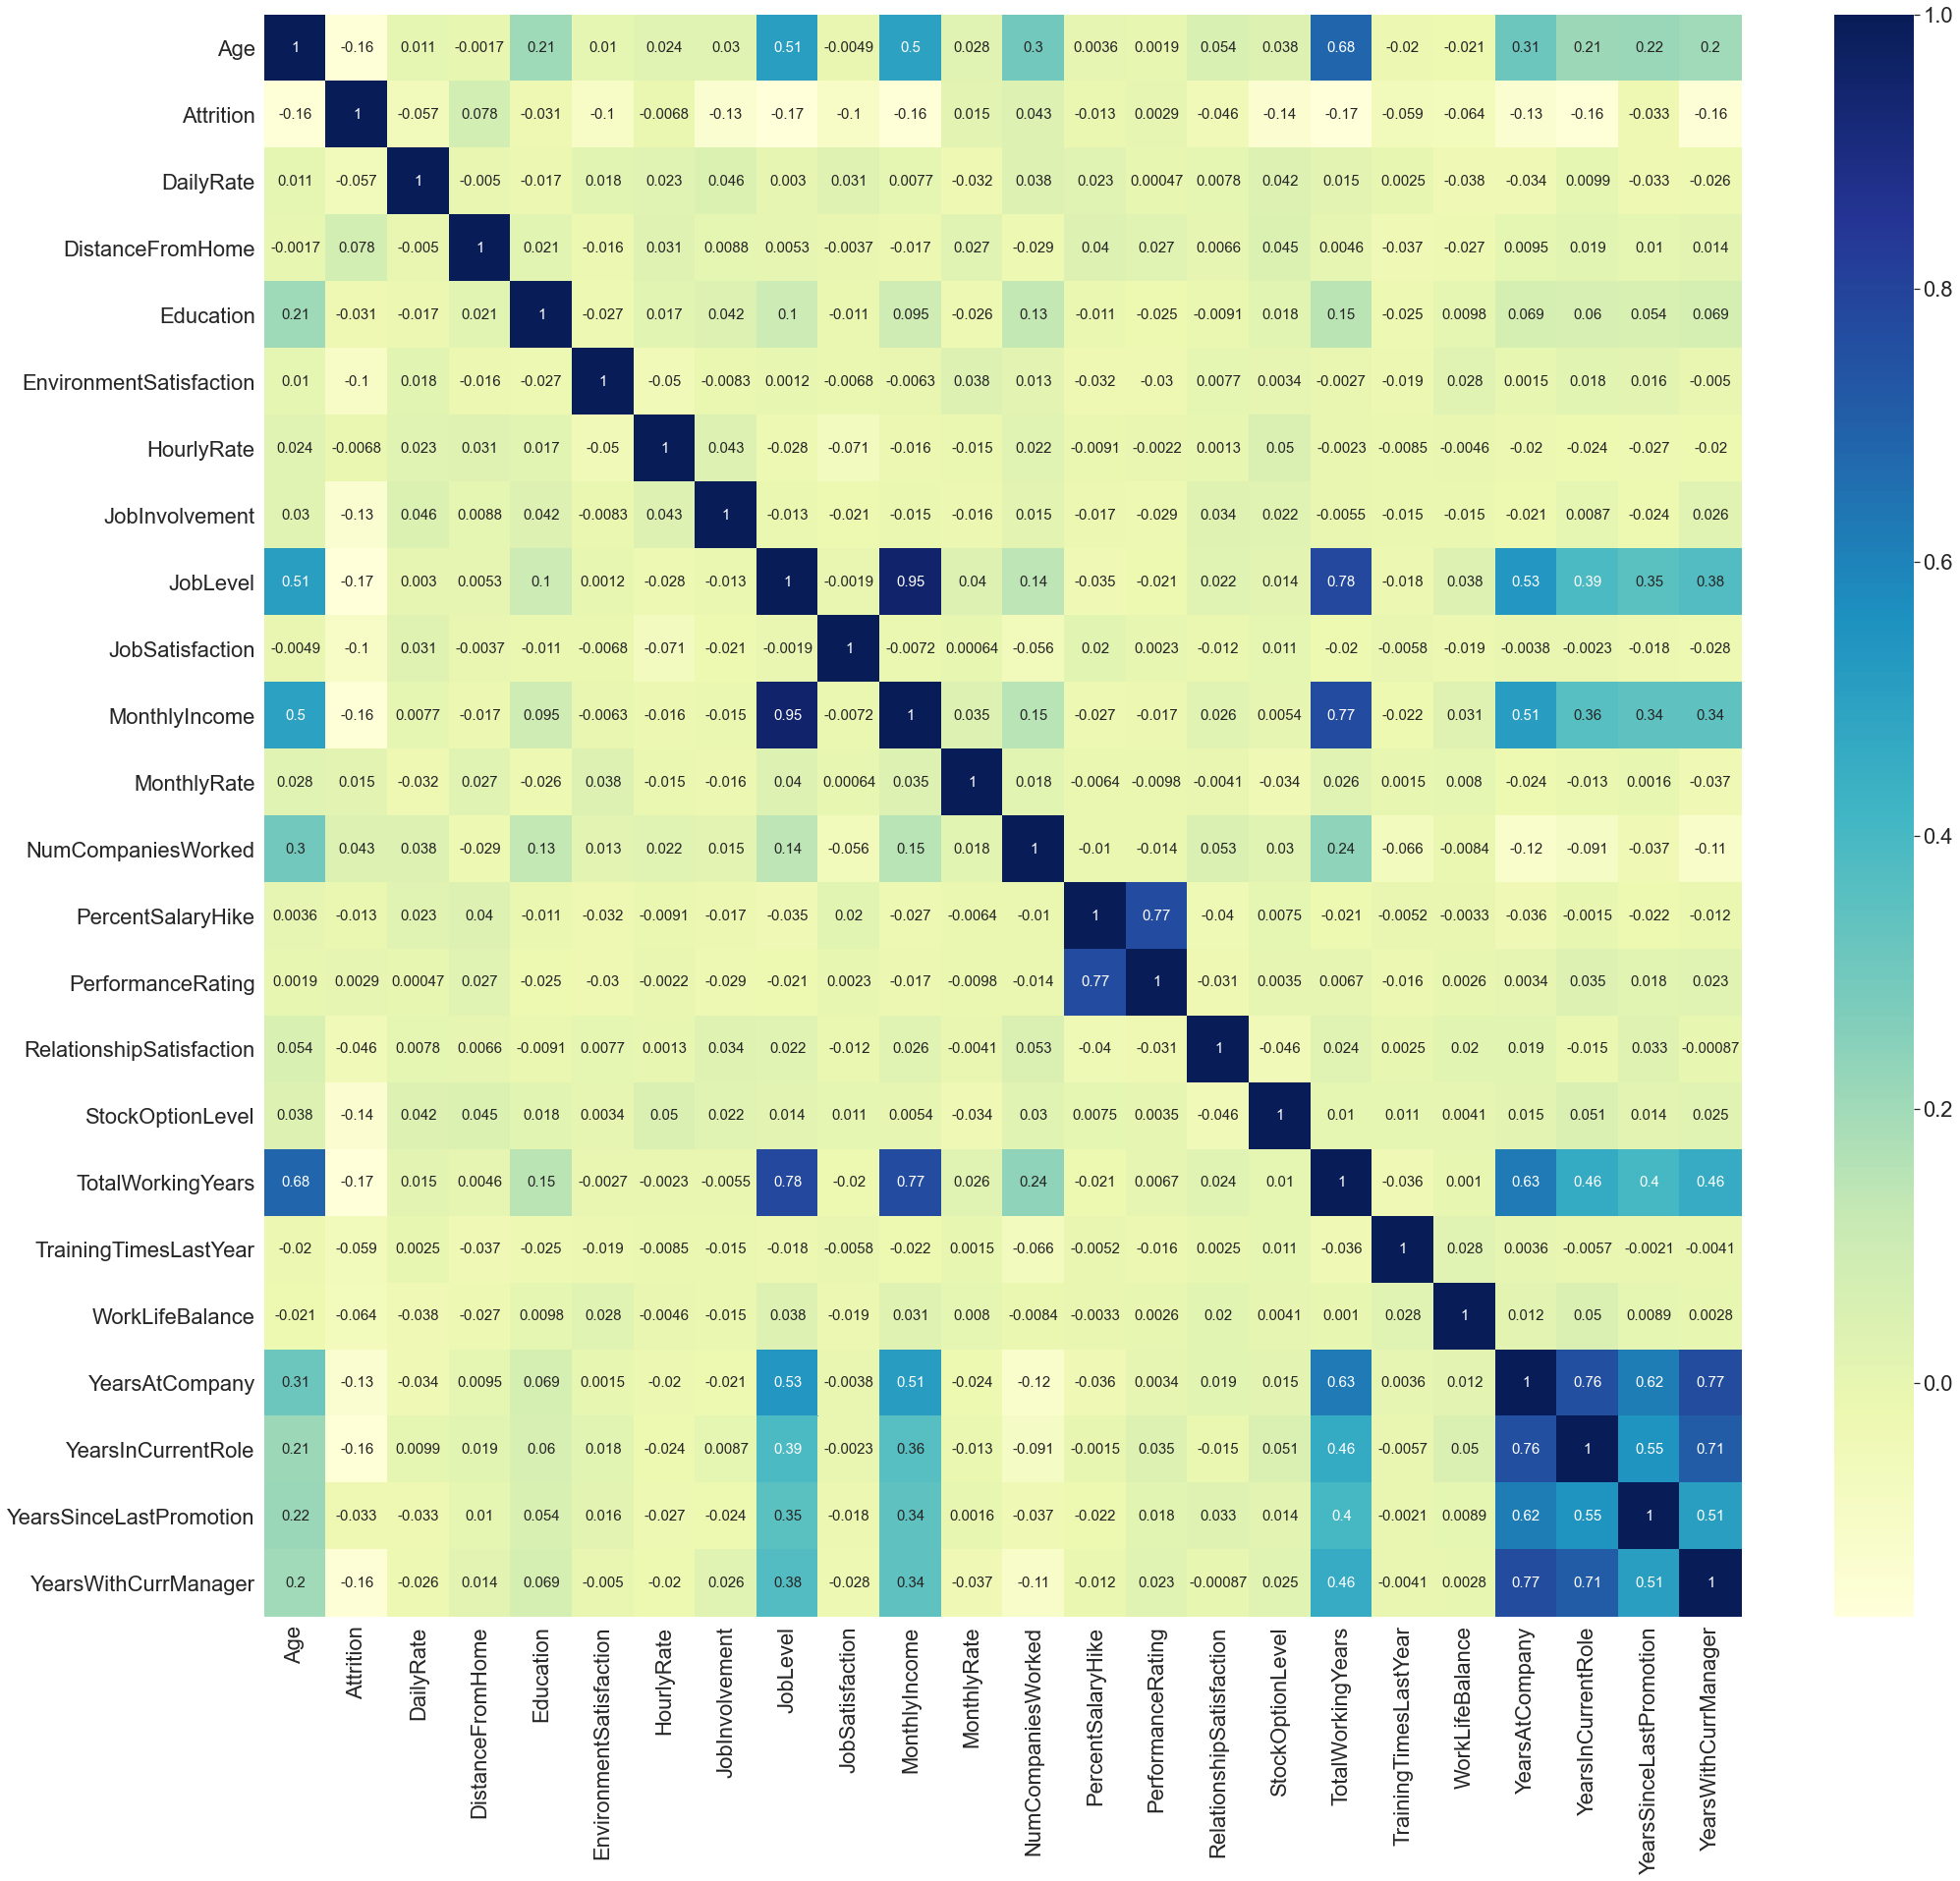 Age 1 -0.16 0.011 -0.0017 0.21 0.01 0.024 0.03 0.51 -0.0049 0.5 0.028 0.3 0.0036 0.0019 0.054 0.038 0.68 -0.02 -0.021 0.31 0.21 0.22 0.2
Attrition -0.16 1 -0.057 0.078 -0.031 -0.1 -0.0068 -0.13 -0.17 -0.1 -0.16 0.015 0.043 -0.013 0.0029 -0.046 -0.14 -0.17 -0.059 -0.064 -0.13 -0.16 -0.033 -0.16
DailyRate 0.011 -0.057 1 -0.005 -0.017 0.018 0.023 0.046 0.003 0.031 0.0077 -0.032 0.038 0.023 0.00047 0.0078 0.042 0.015 0.0025 -0.038 -0.034 0.0099 -0.033 -0.026
DistanceFromHome -0.0017 0.078 -0.005 1 0.021 -0.016 0.031 0.0088 0.0053 -0.0037 -0.017 0.027 -0.029 0.04 0.027 0.0066 0.045 0.0046 -0.037 -0.027 0.0095 0.019 0.01 0.014
Education 0.21 -0.031 -0.017 0.021 1 -0.027 0.017 0.042 0.1 -0.011 0.095 -0.026 0.13 -0.011 -0.025 -0.0091 0.018 0.15 -0.025 0.0098 0.069 0.06 0.054 0.069
EnvironmentSatisfaction 0.01 -0.1 0.018 -0.016 -0.027 1 -0.05 -0.0083 0.0012 -0.0068 -0.0063 0.038 0.013 -0.032 -0.03 0.0077 0.0034 -0.0027 -0.019 0.028 0.0015 0.018 0.016 -0.005
HourlyRate 0.024 -0.0068 0.023 0.031 0.017 -0.05 1 0.043 -0.028 -0.071 -0.016 -0.015 0.022 -0.0091 -0.0022 0.0013 0.05 -0.0023 -0.0085 -0.0046 -0.02 -0.024 -0.027 -0.02
JobInvolvement 0.03 -0.13 0.046 0.0088 0.042 -0.0083 0.043 1 -0.013 -0.021 -0.015 -0.016 0.015 -0.017 -0.029 0.034 0.022 -0.0055 -0.015 -0.015 -0.021 0.0087 -0.024 0.026
JobLevel 0.51 -0.17 0.003 0.0053 0.1 0.0012 -0.028 -0.013 1 -0.0019 0.95 0.04 0.14 -0.035 -0.021 0.022 0.014 0.78 -0.018 0.038 0.53 0.39 0.35 0.38
JobSatisfaction -0.0049 -0.1 0.031 -0.0037 -0.011 -0.0068 -0.071 -0.021 -0.0019 1 -0.0072 0.00064 -0.056 0.02 0.0023 -0.012 0.011 -0.02 -0.0058 -0.019 -0.0038 -0.0023 -0.018 -0.028
MonthlyIncome 0.5 -0.16 0.0077 -0.017 0.095 -0.0063 -0.016 -0.015 0.95 -0.0072 1 0.035 0.15 -0.027 -0.017 0.026 0.0054 0.77 -0.022 0.031 0.51 0.36 0.34 0.34
MonthlyRate 0.028 0.015 -0.032 0.027 -0.026 0.038 -0.015 -0.016 0.04 0.00064 0.035 1 0.018 -0.0064 -0.0098 -0.0041 -0.034 0.026 0.0015 0.008 -0.024 -0.013 0.0016 -0.037
NumCompaniesWorked 0.3 0.043 0.038 -0.029 0.13 0.013 0.022 0.015 0.14 -0.056 0.15 0.018 1 -0.01 -0.014 0.053 0.03 0.24 -0.066 -0.0084 -0.12 -0.091 -0.037 -0.11
PercentSalaryHike 0.0036 -0.013 0.023 0.04 -0.011 -0.032 -0.0091 -0.017 -0.035 0.02 -0.027 -0.0064 -0.01 1 0.77 -0.04 0.0075 -0.021 -0.0052 -0.0033 -0.036 -0.0015 -0.022 -0.012
PerformanceRating 0.0019 0.0029 0.00047 0.027 -0.025 -0.03 -0.0022 -0.029 -0.021 0.0023 -0.017 -0.0098 -0.014 0.77 1 -0.031 0.0035 0.0067 -0.016 0.0026 0.0034 0.035 0.018 0.023
RelationshipSatisfaction 0.054 -0.046 0.0078 0.0066 -0.0091 0.0077 0.0013 0.034 0.022 -0.012 0.026 -0.0041 0.053 -0.04 -0.031 1 -0.046 0.024 0.0025 0.02 0.019 -0.015 0.033 -0.00087
StockOptionLevel 0.038 -0.14 0.042 0.045 0.018 0.0034 0.05 0.022 0.014 0.011 0.0054 -0.034 0.03 0.0075 0.0035 -0.046 1 0.01 0.011 0.0041 0.015 0.051 0.014 0.025
TotalWorkingYears 0.68 -0.17 0.015 0.0046 0.15 -0.0027 -0.0023 -0.0055 0.78 -0.02 0.77 0.026 0.24 -0.021 0.0067 0.024 0.01 1 -0.036 0.001 0.63 0.46 0.4 0.46
TrainingTimesLastYear -0.02 -0.059 0.0025 -0.037 -0.025 -0.019 -0.0085 -0.015 -0.018 -0.0058 -0.022 0.0015 -0.066 -0.0052 -0.016 0.0025 0.011 -0.036 1 0.028 0.0036 -0.0057 -0.0021 -0.0041
WorkLifeBalance -0.021 -0.064 -0.038 -0.027 0.0098 0.028 -0.0046 -0.015 0.038 -0.019 0.031 0.008 -0.0084 -0.0033 0.0026 0.02 0.0041 0.001 0.028 1 0.012 0.05 0.0089 0.0028
YearsAtCompany 0.31 -0.13 -0.034 0.0095 0.069 0.0015 -0.02 -0.021 0.53 -0.0038 0.51 -0.024 -0.12 -0.036 0.0034 0.019 0.015 0.63 0.0036 0.012 1 0.76 0.62 0.77
YearsInCurrentRole 0.21 -0.16 0.0099 0.019 0.06 0.018 -0.024 0.0087 0.39 -0.0023 0.36 -0.013 -0.091 -0.0015 0.035 -0.015 0.051 0.46 -0.0057 0.05 0.76 1 0.55 0.71
YearsSinceLastPromotion 0.22 -0.033 -0.033 0.01 0.054 0.016 -0.027 -0.024 0.35 -0.018 0.34 0.0016 -0.037 -0.022 0.018 0.033 0.014 0.4 -0.0021 0.0089 0.62 0.55 1 0.51
YearsWithCurrManager 0.2 -0.16 -0.026 0.014 0.069 -0.005 -0.02 0.026 0.38 -0.028 0.34 -0.037 -0.11 -0.012 0.023 -0.00087 0.025 0.46 -0.0041 0.0028 0.77 0.71 0.51 1
Age
Attrition
DailyRate
DistanceFromHome
Education
EnvironmentSatisfaction
HourlyRate
JobInvolvement
JobLevel
JobSatisfaction
MonthlyIncome
MonthlyRate
NumCompaniesWorked
PercentSalaryHike
PerformanceRating
RelationshipSatisfaction
StockOptionLevel
TotalWorkingYears
TrainingTimesLastYear
WorkLifeBalance
YearsAtCompany
YearsInCurrentRole
YearsSinceLastPromotion
YearsWithCurrManager
1.0
0.8
0.6
0.4
0.2
0.0